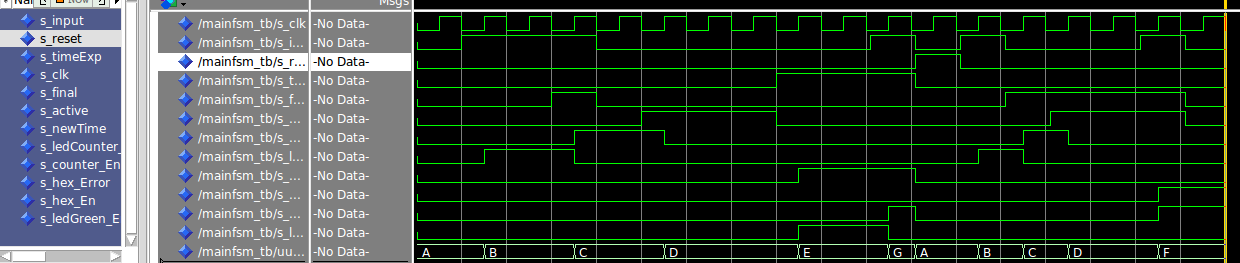 Msgs
s_input
s_reset
s_timeExp
s_clk
s_final
s_active
s_newTime
s_ledCounter_
s_counter_En
s_hex_Error
s_hex_En
s_ledGreen_E
/mainfsm_tb/s_clk -No Data-
/mainfsm_tb/s_i... -No Data-
/mainfsm_tb/s_r... -No Data-
/mainfsm_tb/s_t... -No Data-
/mainfsm_tb/s_f... -No Data-
/mainfsm_tb/s_... -No Data-
/mainfsm_tb/s_... -No Data-
/mainfsm_tb/s_l... -No Data-
/mainfsm_tb/s_... -No Data-
/mainfsm_tb/s_... -No Data-
/mainfsm_tb/s_... -No Data-
/mainfsm_tb/s_l... -No Data-
/mainfsm_tb/uu... -No Data- A B C D E G A B C D F